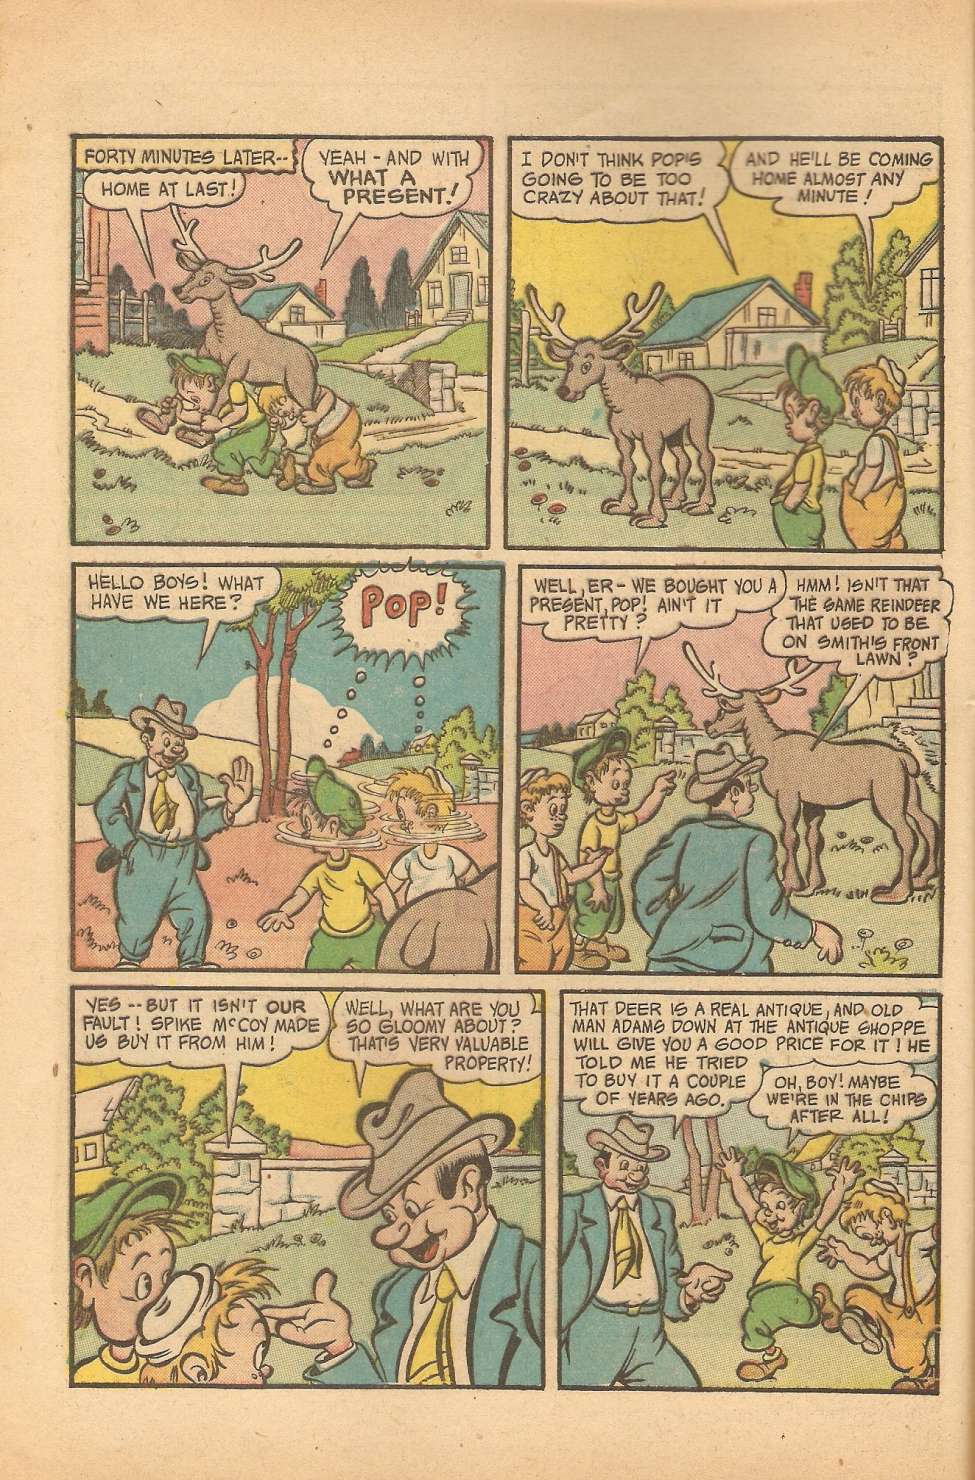 FORTY MINUTES LATER--
HOME AT LAST!
YEAH - AND WITH
WHAT A
PRESENT!
I DON'T THINK POP'S
GOING TO BE TOO
CRAZY ABOUT THAT!
AND HE'LL BE COMING
HOME ALMOST ANY
MINUTE!
HELLO BOYS! WHAT
HAVE WE HERE?
POP!
WELL, ER - WE BOUGHT YOU A
PRESENT, POP! AIN'T IT
PRETTY?
HMM! ISN'T THAT
THE SAME REINDEER
THAT USED TO BE
ON SMITH'S FRONT
LAWN?
YES -- BUT IT ISN'T OUR
FAULT! SPIKE McCOY MADE
US BUY IT FROM HIM!
WELL, WHAT ARE YOU
SO GLOOMY ABOUT?
THAT'S VERY VALUABLE
PROPERTY!
THAT DEER IS A REAL ANTIQUE, AND OLD
MAN ADAMS DOWN AT THE ANTIQUE SHOPPE
WILL GIVE YOU A GOOD PRICE FOR IT! HE
TOLD ME HE TRIED
TO BUY IT A COUPLE
OF YEARS AGO.
OH, BOY! MAYBE
WE'RE IN THE CHIPS
AFTER ALL!